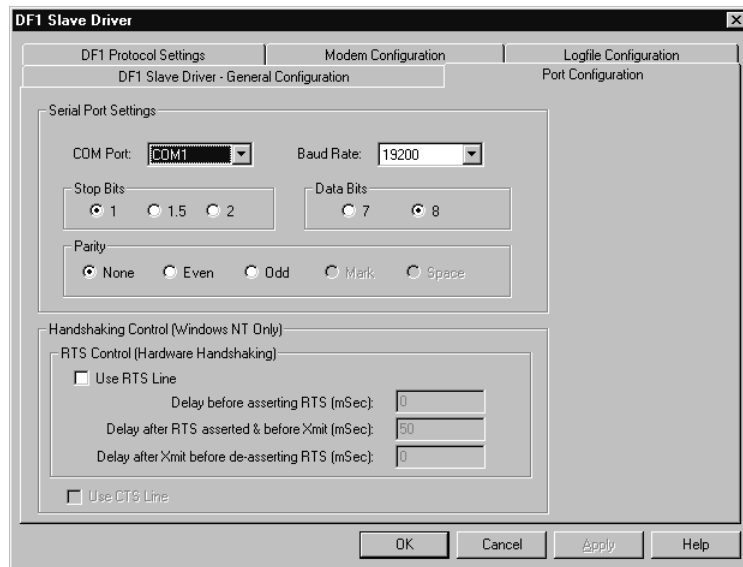 DF1 Slave Driver
DF1 Protocol Settings Modem Configuration Logfile Configuration
DF1 Slave Driver - General Configuration Port Configuration
Serial Port Settings
COM Port: COM1 Baud Rate: 19200
Stop Bits Data Bits
1 1.5 2 7 8
Parity
None Even Odd Mark Space
Handshaking Control (Windows NT Only)
RTS Control (Hardware Handshaking)
Use RTS Line
Delay before asserting RTS (mSec): 0
Delay after RTS asserted & before Xmit (mSec): 50
Delay after Xmit before de-asserting RTS (mSec): 0
Use CTS Line
OK Cancel Apply Help